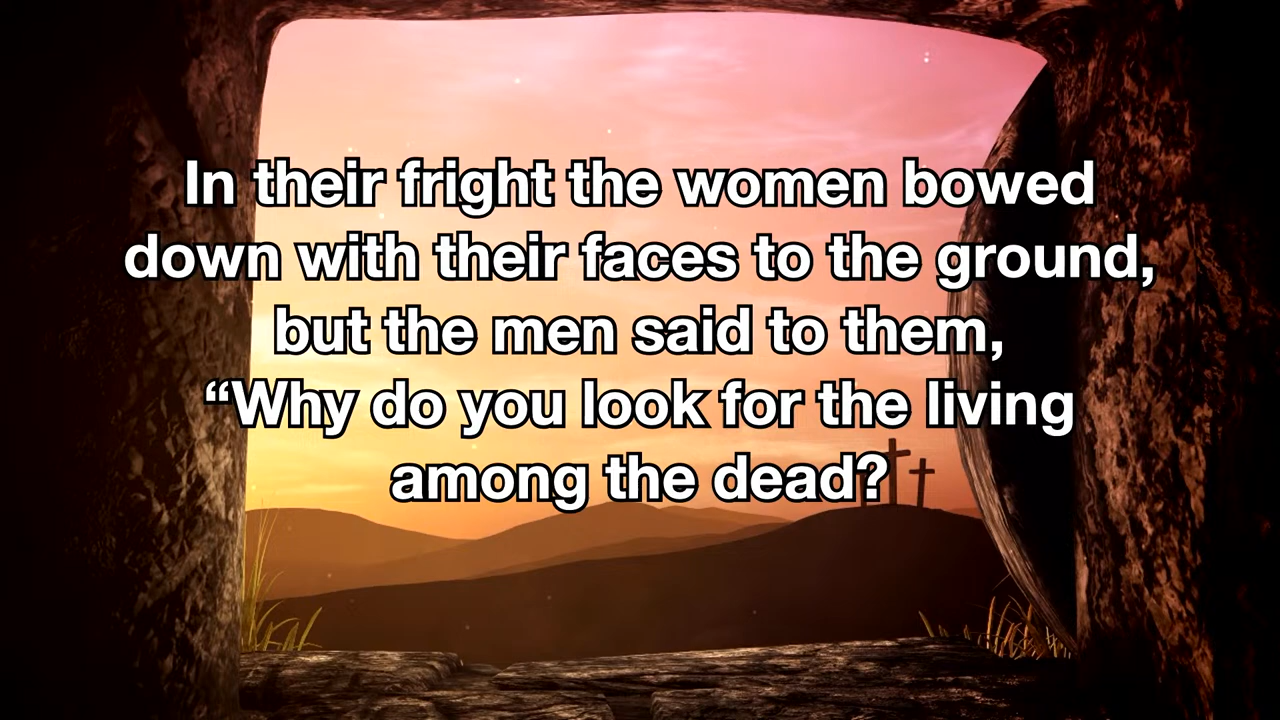 In their fright the women bowed
down with their faces to the ground,
but the men said to them,
“Why do you look for the living
among the dead?